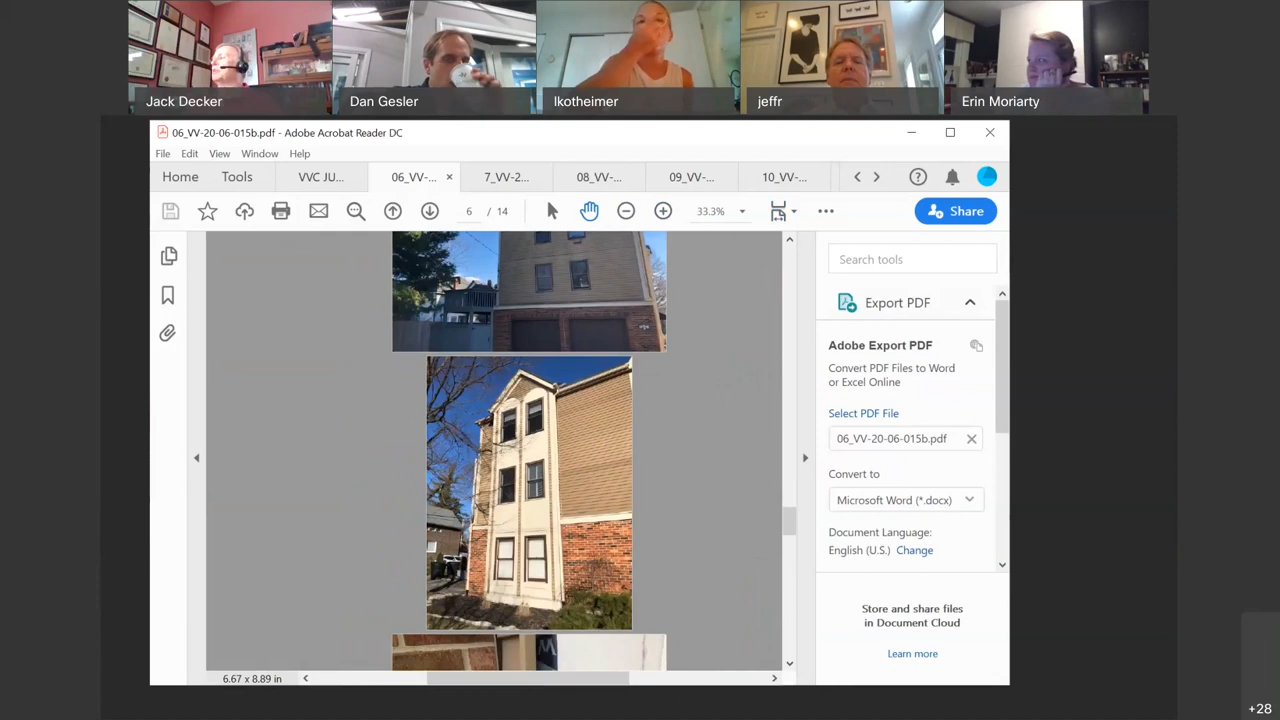 Jack Decker
Dan Gesler
lkotheimer
jeffr
Erin Moriarty
06_VV-20-06-015b.pdf - Adobe Acrobat Reader DC
File Edit View Window Help
Home Tools VVC JU... 06_VV-... × 7_VV-2... 08_VV-... 09_VV-... 10_VV-...
6 / 14 33.3% Share
Search tools
Export PDF
Adobe Export PDF
Convert PDF Files to Word
or Excel Online
Select PDF File
06_VV-20-06-015b.pdf
Convert to
Microsoft Word (*.docx)
Document Language:
English (U.S.) Change
Store and share files
in Document Cloud
Learn more
6.67 x 8.89 in
+28